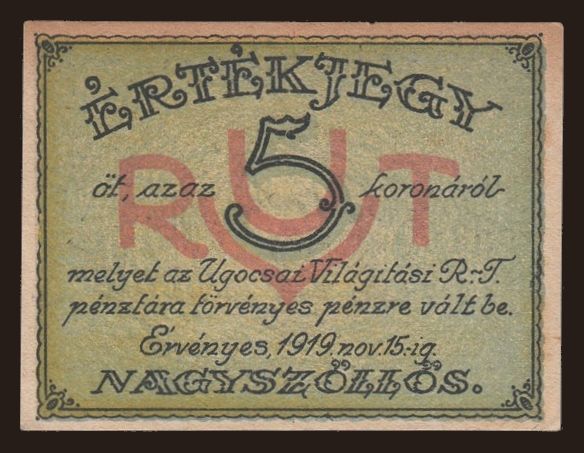 ÉRTÉKJEGY
5
öt, azaz koronáról
RUT
melyet az Ugocsai Világitási R.-T.
pénztára törvényes pénzre vált be.
Érvényes, 1919. nov. 15.-ig.
NAGYSZŐLLŐS.